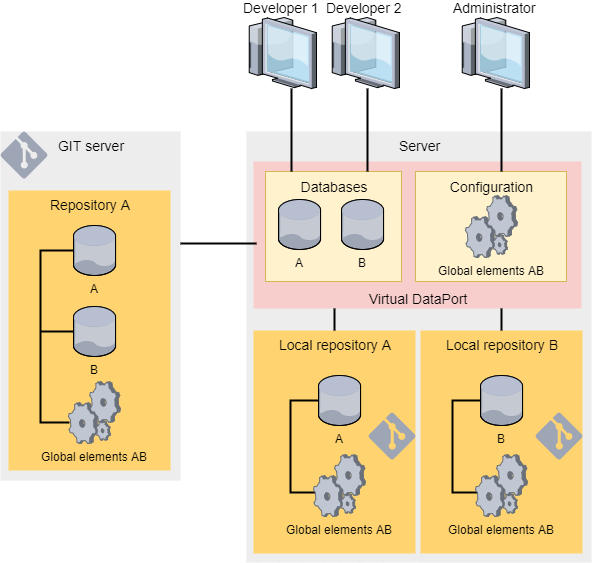 Developer 1
Developer 2
Administrator
GIT server
Repository A
A
B
Global elements AB
Server
Databases
A
B
Configuration
Global elements AB
Virtual DataPort
Local repository A
A
Global elements AB
Local repository B
B
Global elements AB